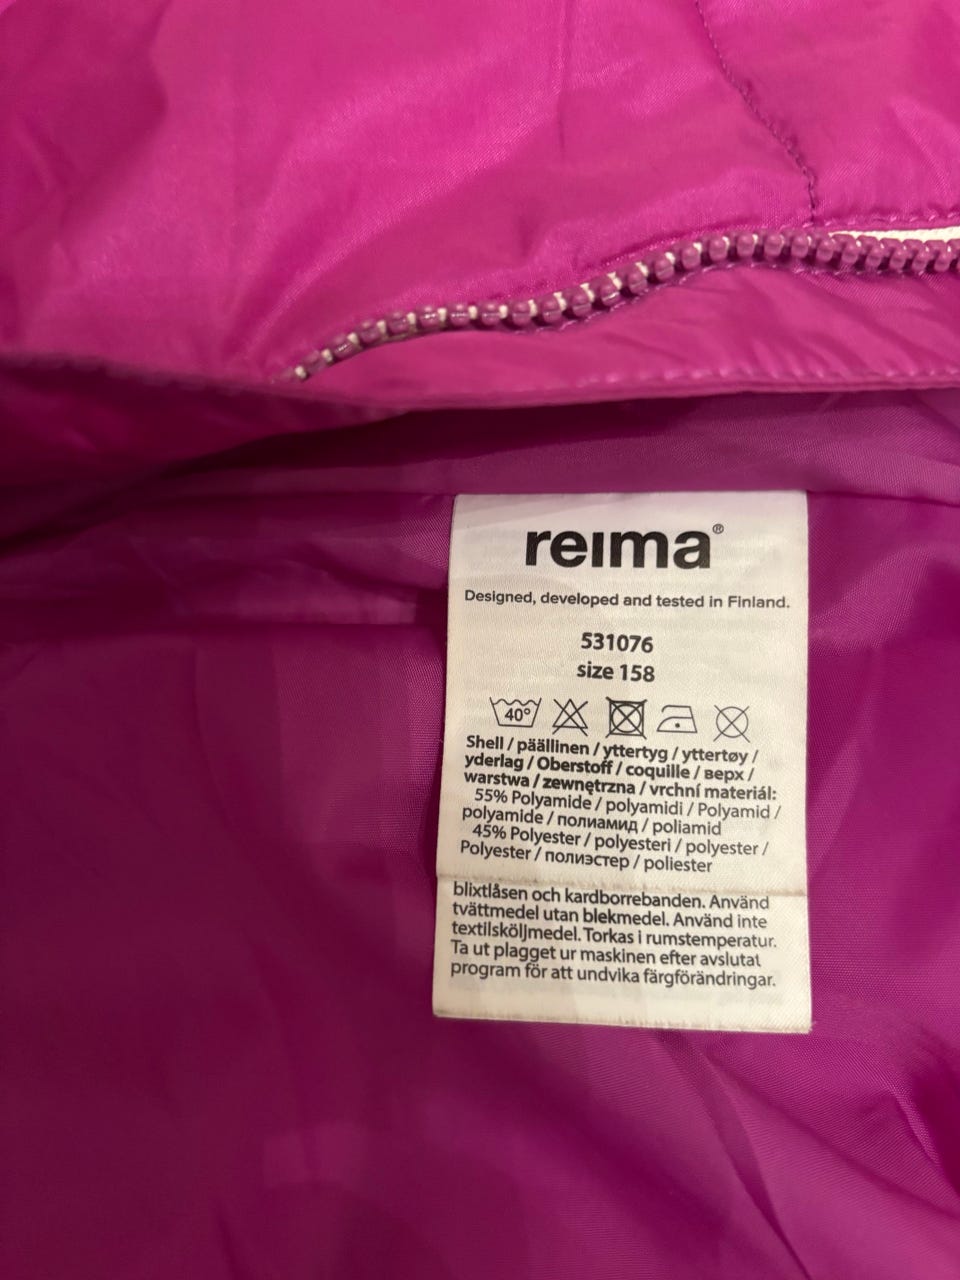 reima®
Designed, developed and tested in Finland.
531076
size 158
40°
Shell / päällinen / yttertyg / yttertøy /
yderlag / Oberstoff / coquille / верх /
warstwa / zewnętrzna / vrchní materiál:
55% Polyamide / polyamidi / Polyamid /
polyamide / полиамид / poliamid
45% Polyester / polyesteri / polyester /
Polyester / полиэстер / poliester
blixtlåsen och kardborrebanden. Använd
tvättmedel utan blekmedel. Använd inte
textilsköljmedel. Torkas i rumstemperatur.
Ta ut plagget ur maskinen efter avslutat
program för att undvika färgförändringar.